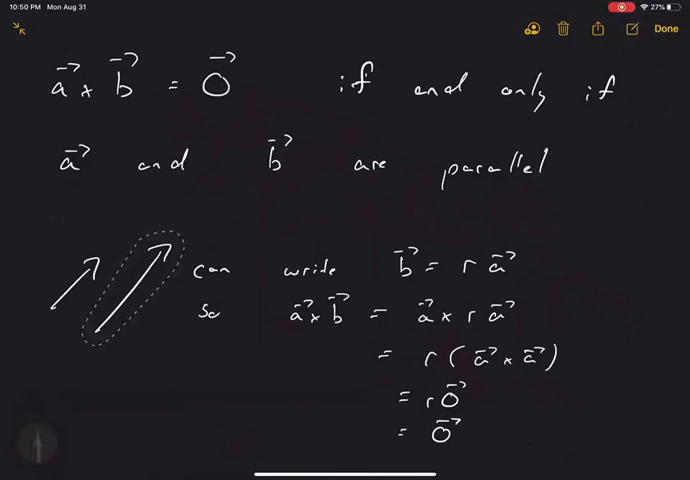 10:50 PM Mon Aug 31
27%
Done
a⃗ × b⃗ = 0⃗ if and only if
a⃗ and b⃗ are parallel
can write b⃗ = r a⃗
So a⃗ × b⃗ = a⃗ × r a⃗
= r ( a⃗ × a⃗ )
= r 0⃗
= 0⃗